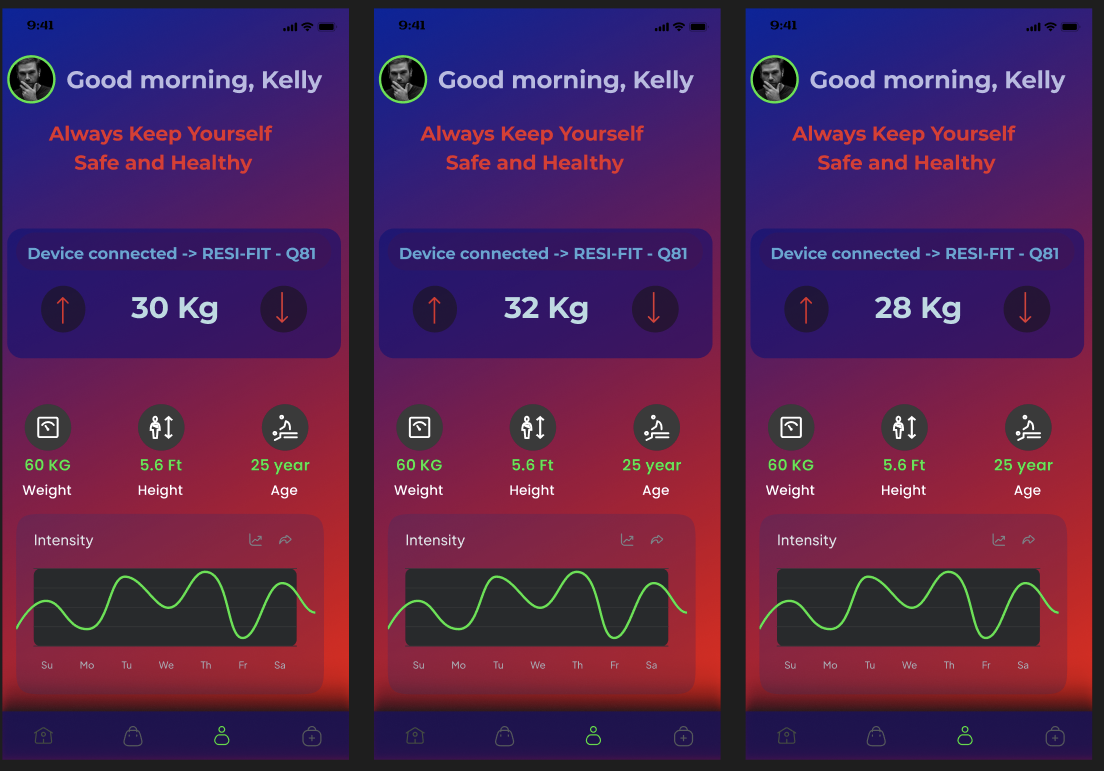 9:41
Good morning, Kelly
Always Keep Yourself
Safe and Healthy
Device connected -> RESI-FIT - Q81
30 Kg
60 KG 5.6 Ft 25 year
Weight Height Age
Intensity
Su Mo Tu We Th Fr Sa
9:41
Good morning, Kelly
Always Keep Yourself
Safe and Healthy
Device connected -> RESI-FIT - Q81
32 Kg
60 KG 5.6 Ft 25 year
Weight Height Age
Intensity
Su Mo Tu We Th Fr Sa
9:41
Good morning, Kelly
Always Keep Yourself
Safe and Healthy
Device connected -> RESI-FIT - Q81
28 Kg
60 KG 5.6 Ft 25 year
Weight Height Age
Intensity
Su Mo Tu We Th Fr Sa